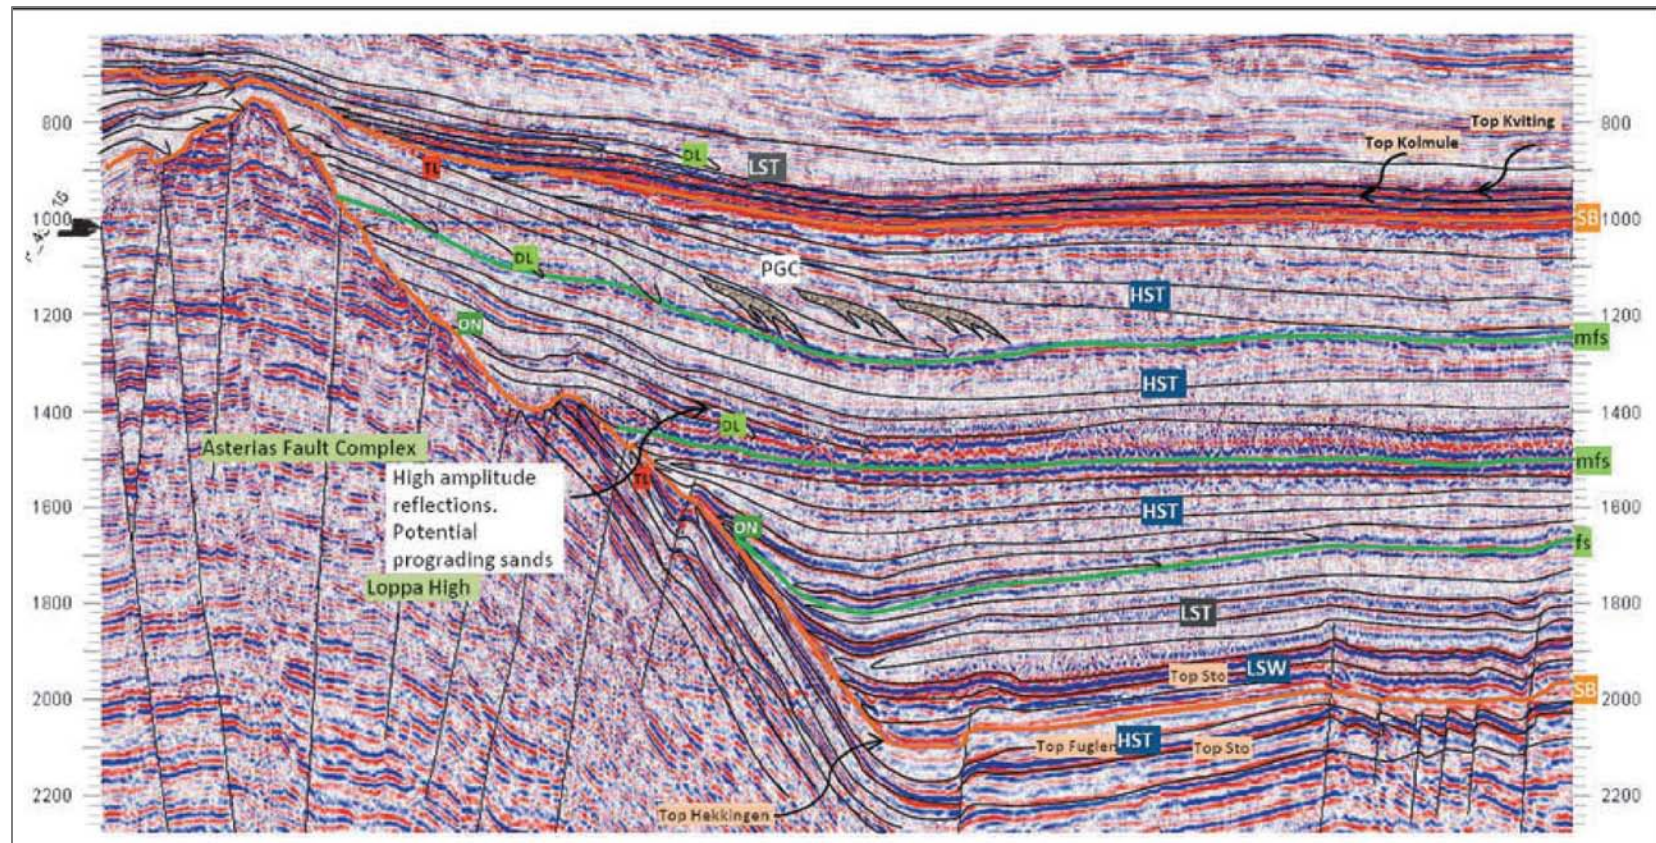 800
800
Top Kviting
Top Kolmule
DL
LST
TL
1000
SB
1000
DL
PGC
HST
1200
ON
1200
mfs
HST
1400
1400
DL
Asterias Fault Complex
mfs
High amplitude
reflections.
Potential
prograding sands
TL
HST
1600
1600
ON
fs
Loppa High
1800
LST
1800
LSW
Top Sto
2000
SB
2000
Top Fuglen
HST
Top Sto
2200
2200
Top Hekkingen